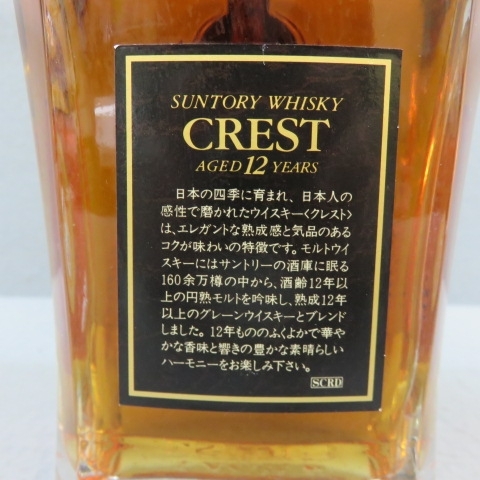 SUNTORY WHISKY
CREST
AGED 12 YEARS
日本の四季に育まれ、日本人の
感性で磨かれたウイスキー〈クレスト〉
は、エレガントな熟成感と気品のある
コクが味わいの特徴です。モルトウイ
スキーにはサントリーの酒庫に眠る
160余万樽の中から、酒齢12年以
上の円熟モルトを吟味し、熟成12年
以上のグレーンウイスキーとブレンド
しました。12年もののふくよかで華や
かな香味と響きの豊かな素晴らしい
ハーモニーをお楽しみ下さい。
SCRD